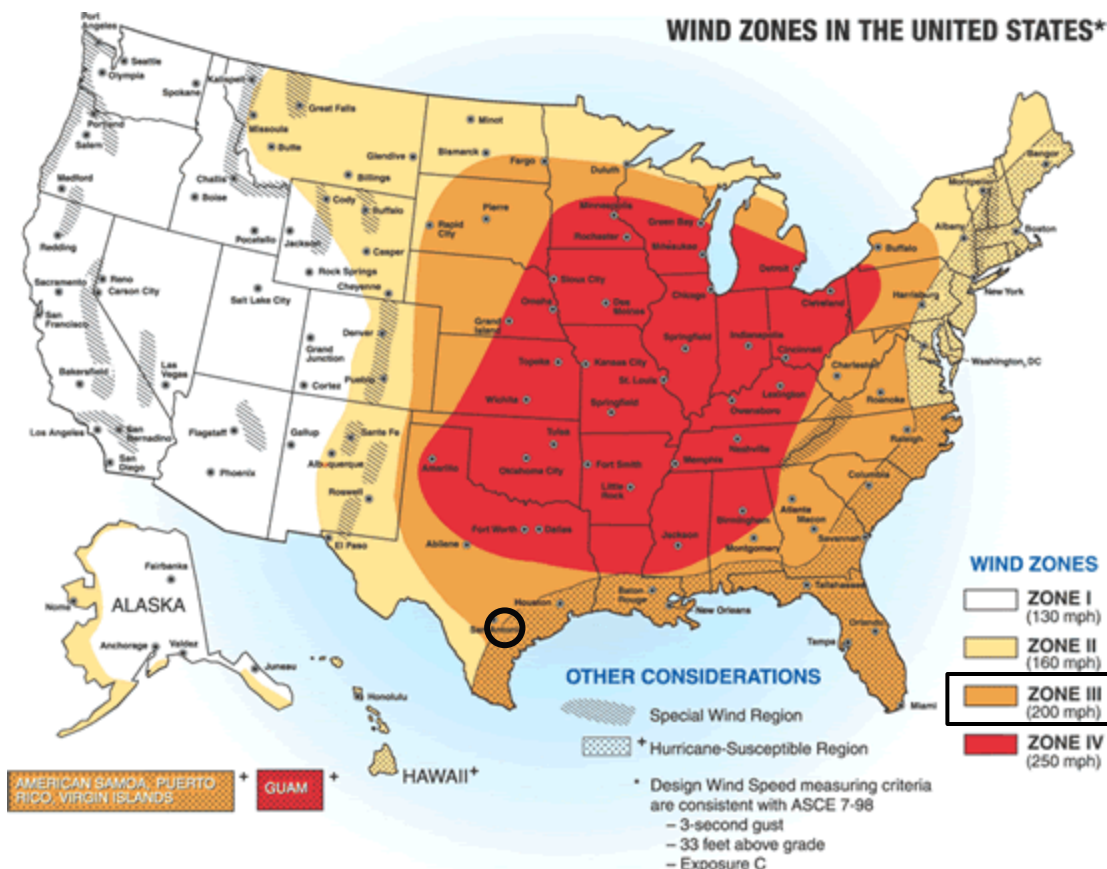 WIND ZONES IN THE UNITED STATES*
Port
Angeles
Seattle
Olympia
Spokane
Kalispell
Great Falls
Portland
Salem
Missoula
Butte
Glendive
Billings
Minot
Bismarck
Fargo
Duluth
Bangor
Montpelier
Medford
Challis
Boise
Cody
Buffalo
Rapid
City
Pierre
Minneapolis
Rochester
Green Bay
Buffalo
Albany
Boston
Redding
Pocatello
Jackson
Casper
Detroit
Rock Springs
Cheyenne
Sioux City
Sacramento
Reno
Carson City
Salt Lake City
San
Francisco
Omaha
Des
Moines
Chicago
Cleveland
Harrisburg
New York
Grand
Island
Denver
Grand
Junction
Springfield
Indianapolis
Cincinnati
Washington, DC
Las
Vegas
Bakersfield
Cortez
Pueblo
Topeka
Kansas City
St. Louis
Charleston
Lexington
Roanoke
Wichita
Springfield
Owensboro
Los Angeles
San
Bernadino
Flagstaff
Gallup
Sante Fe
Tulsa
Nashville
Raleigh
San
Diego
Phoenix
Albuquerque
Amarillo
Oklahoma City
Fort Smith
Memphis
Columbia
Roswell
Little
Rock
Atlanta
Macon
Birmingham
El Paso
Abilene
Fort Worth
Dallas
Jackson
Montgomery
Savannah
Fairbanks
Nome
ALASKA
Anchorage
Valdez
Juneau
Houston
Baton
Rouge
New Orleans
Tallahassee
San Antonio
Orlando
Tampa
Miami
Honolulu
HAWAII+
WIND ZONES
ZONE I
(130 mph)
ZONE II
(160 mph)
ZONE III
(200 mph)
ZONE IV
(250 mph)
OTHER CONSIDERATIONS
Special Wind Region
+ Hurricane-Susceptible Region
* Design Wind Speed measuring criteria
are consistent with ASCE 7-98
– 3-second gust
– 33 feet above grade
– Exposure C
AMERICAN SAMOA, PUERTO
RICO, VIRGIN ISLANDS
+
GUAM
+